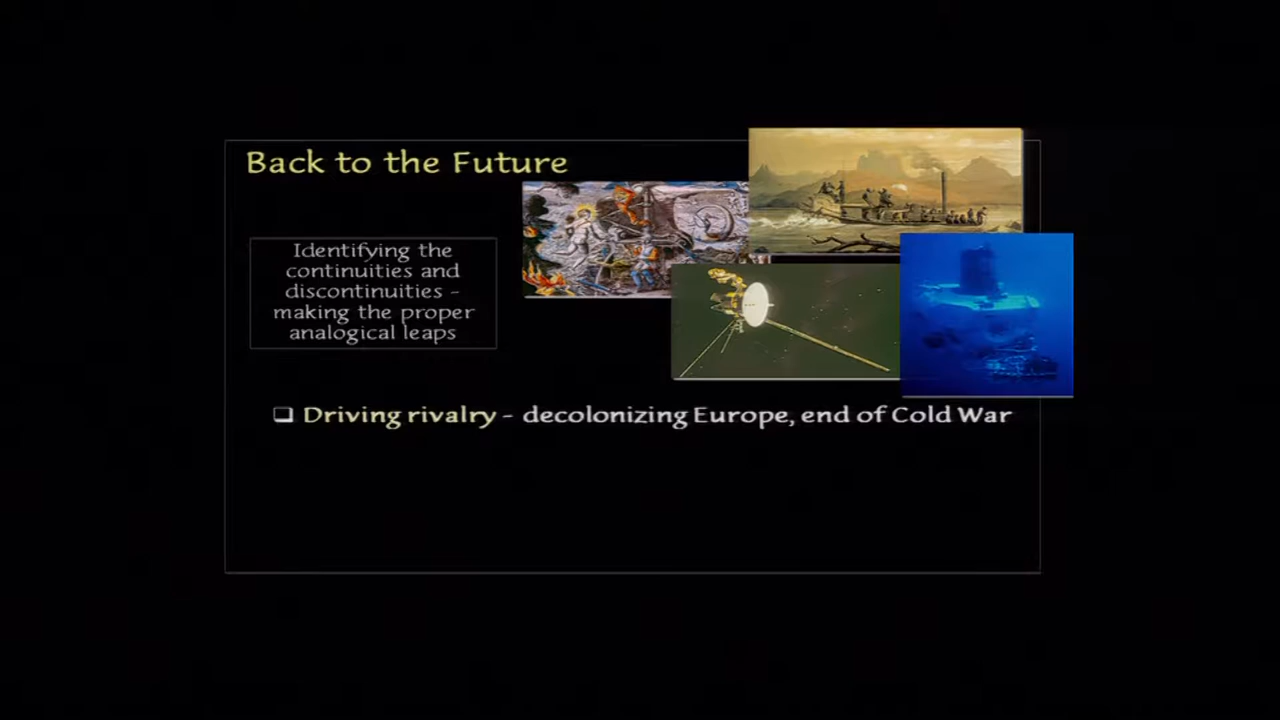 Back to the Future
Identifying the
continuities and
discontinuities -
making the proper
analogical leaps
❑ Driving rivalry - decolonizing Europe, end of Cold War